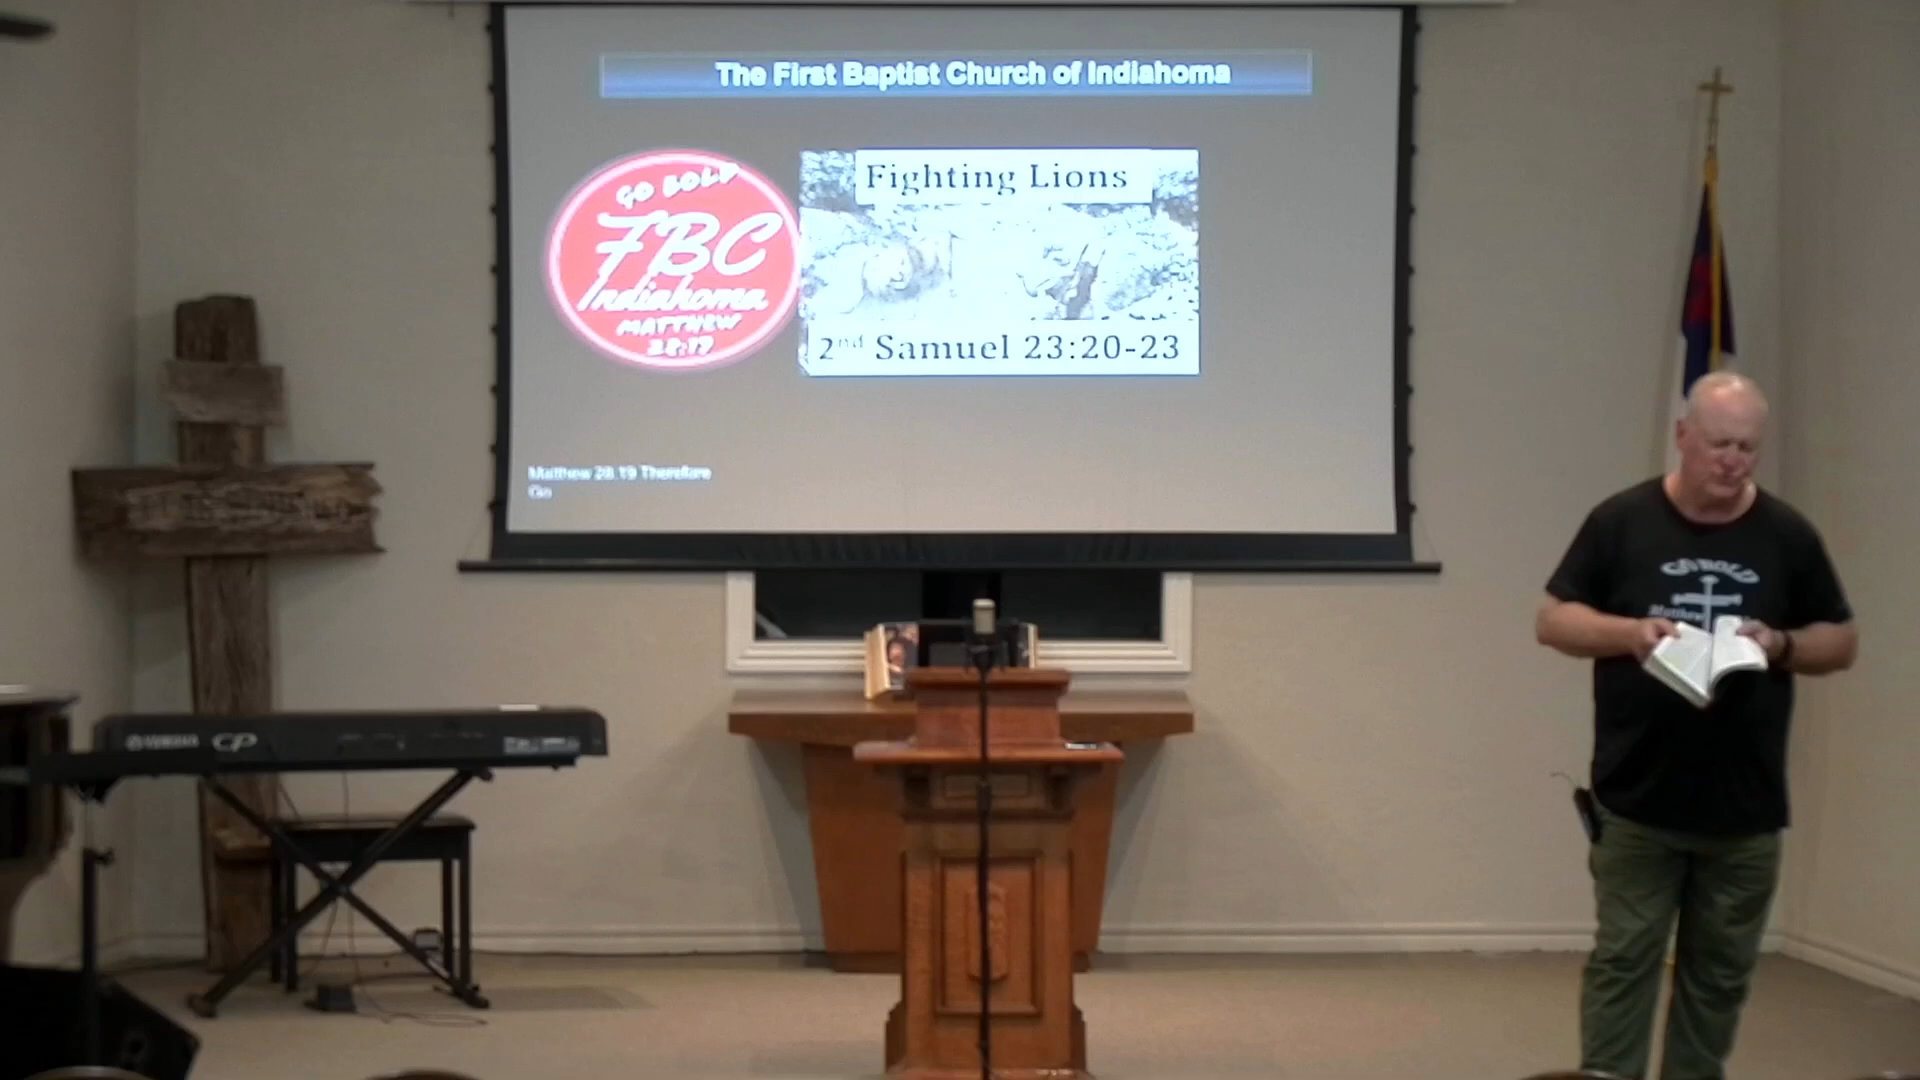 The First Baptist Church of Indiahoma
GO BOLD
FBC
Indiahoma
MATTHEW
28:19
Fighting Lions
2nd Samuel 23:20-23
Matthew 28:19 Therefore
Go
GO BOLD
Matthew
YAMAHA CP